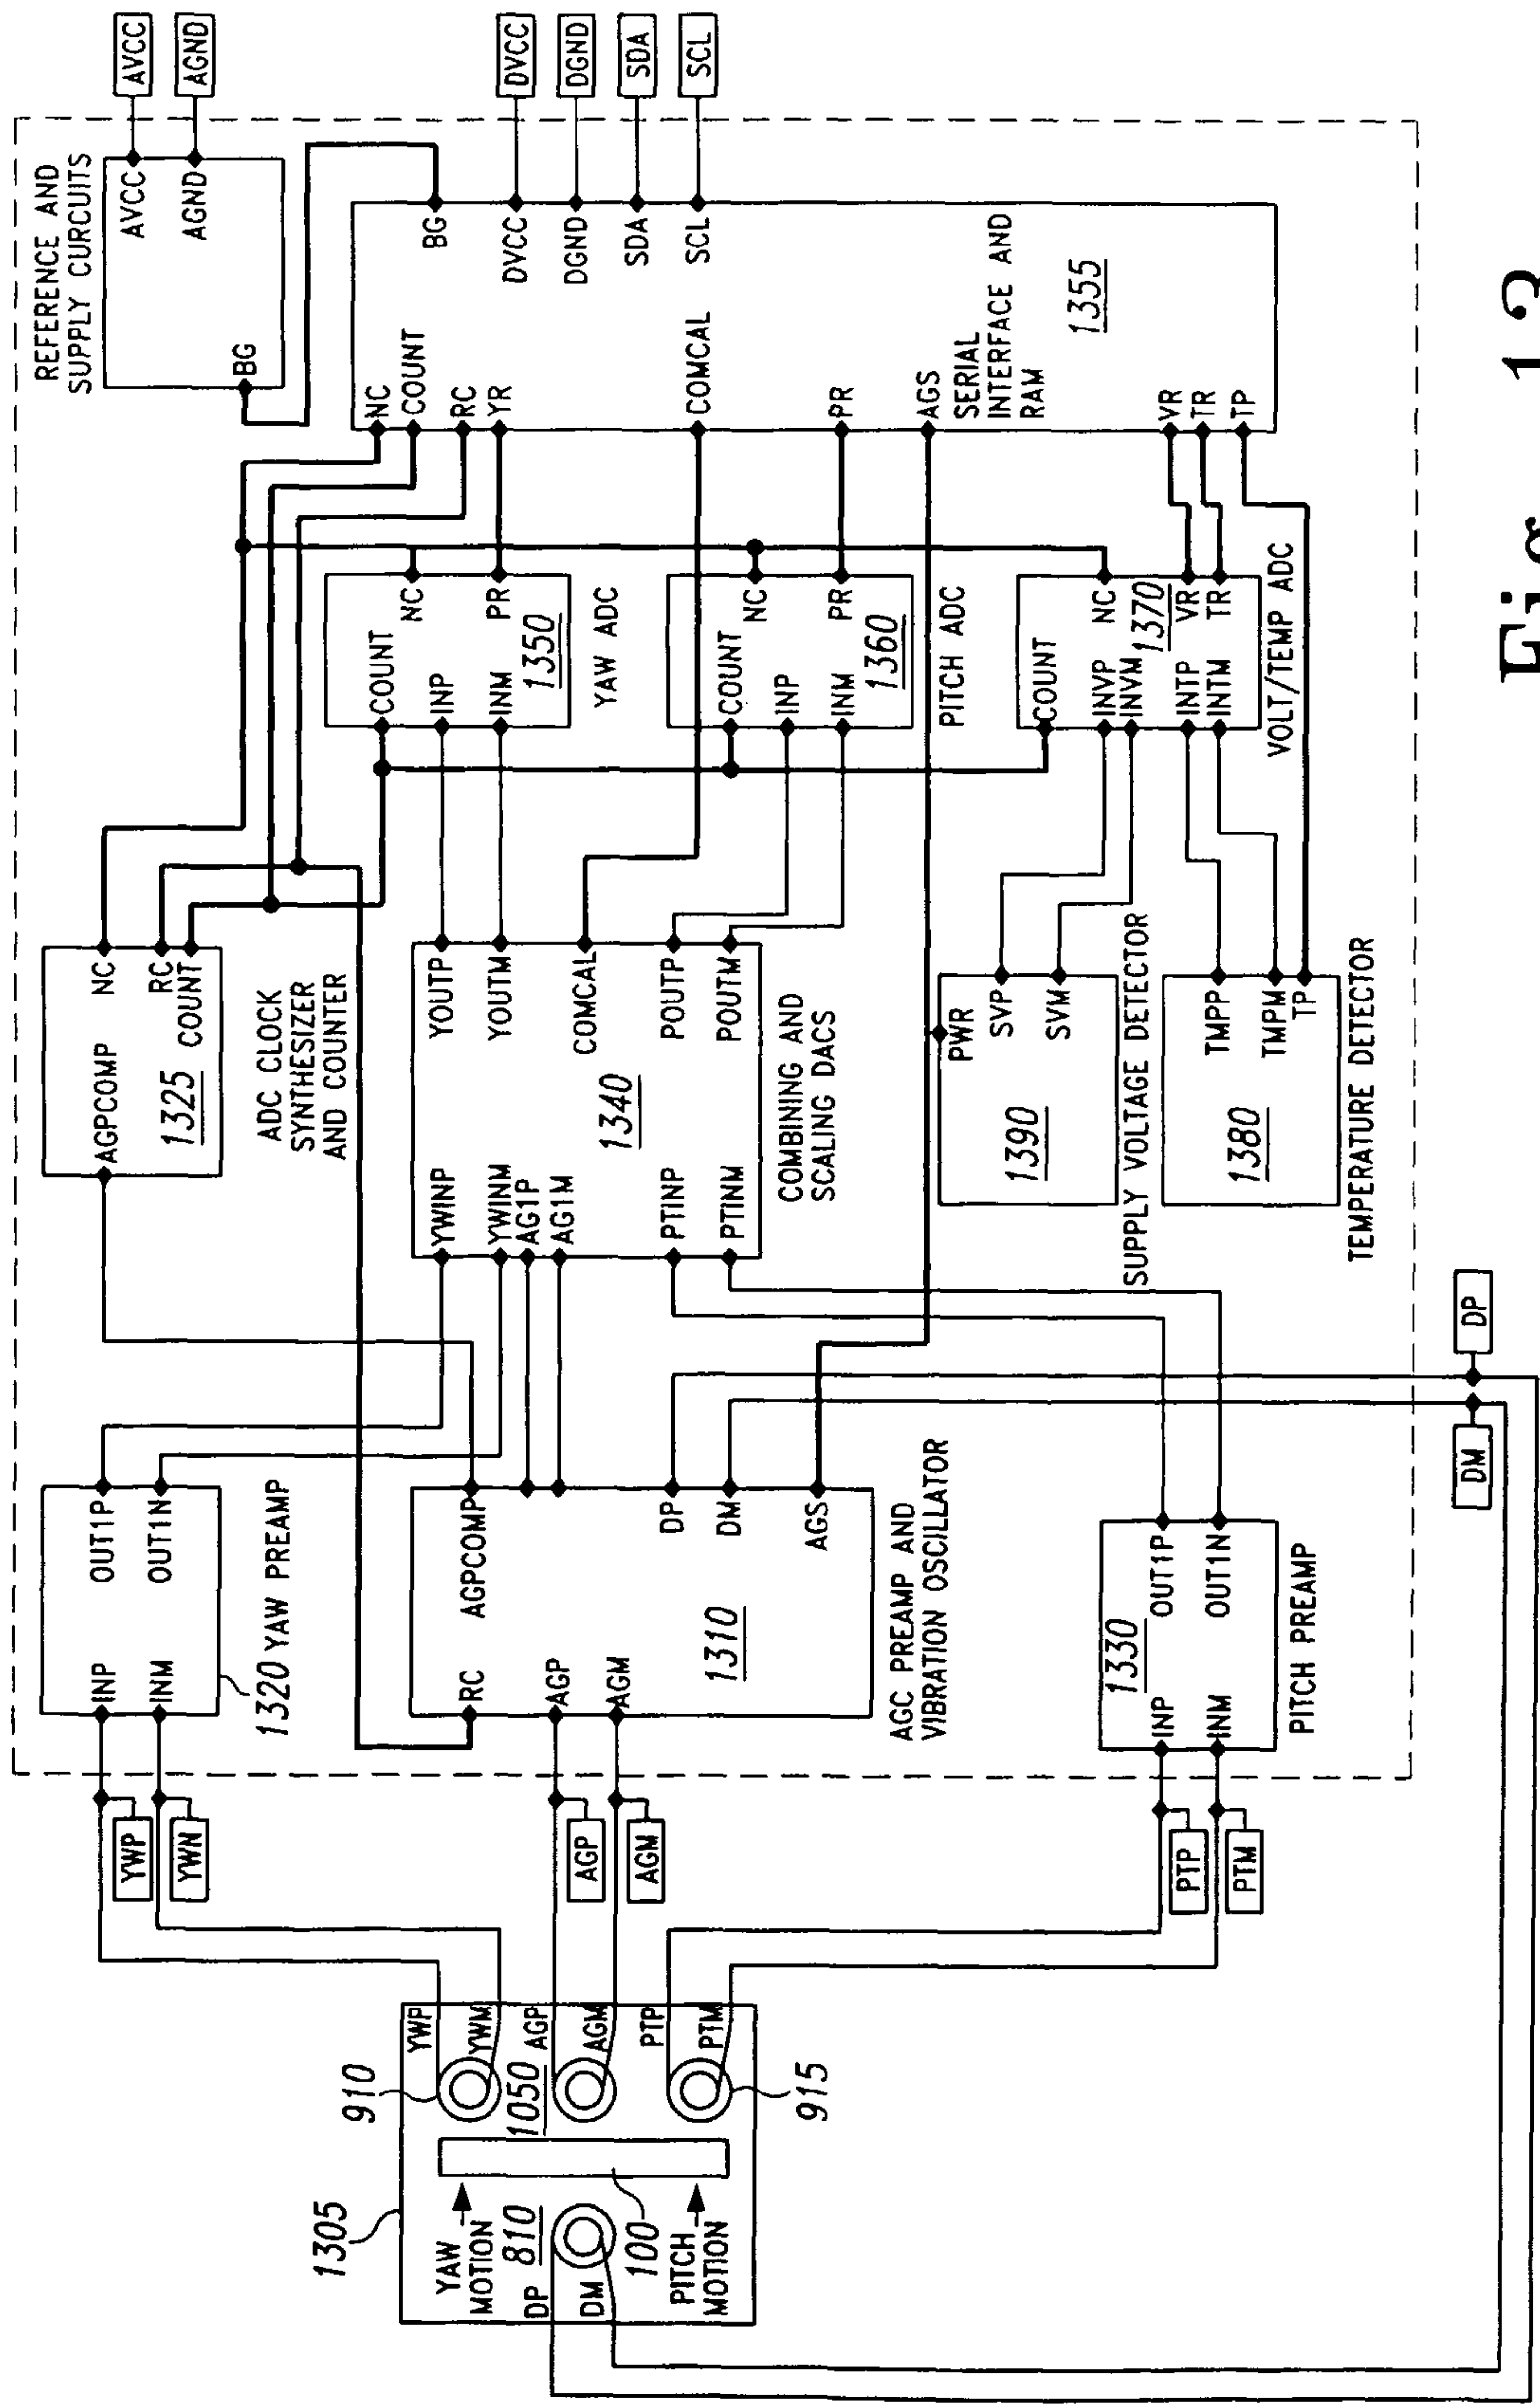 REFERENCE AND
SUPPLY CURCUITS
AVCC
AGND
BG
AVCC
AGND
DVCC
DGND
SDA
SCL
1305
910
YAW
MOTION
810
DP
DM
100
PITCH
MOTION
YWP
YWM
1050
AGP
AGM
PTP
PTM
915
YWP
YWN
AGP
AGM
PTP
PTM
INP
INM
OUT1P
OUT1N
1320 YAW PREAMP
RC
AGPCOMP
AGP
AGM
1310
DP
DM
AGS
AGC PREAMP AND
VIBRATION OSCILLATOR
INP
INM
1330
OUT1P
OUT1N
PITCH PREAMP
DM
DP
AGPCOMP
1325
NC
RC
COUNT
ADC CLOCK
SYNTHESIZER
AND COUNTER
YWINP
YWINM
AG1P
AG1M
PTINP
PTINM
1340
YOUTP
YOUTM
COMCAL
POUTP
POUTM
COMBINING AND
SCALING DACS
PWR
SVP
SVM
1390
SUPPLY VOLTAGE DETECTOR
1380
TMPP
TMPM
TP
TEMPERATURE DETECTOR
COUNT
NC
INP
INM
PR
1350
YAW ADC
COUNT
NC
INP
INM
PR
1360
PITCH ADC
COUNT
NC
INVP
INVM
1370
INTP
INTM
VR
TR
VOLT/TEMP ADC
NC
COUNT
RC
YR
COMCAL
PR
AGS
SERIAL
INTERFACE AND
RAM
VR
TR
TP
BG
DVCC
DGND
SDA
SCL
1355
Fig. 13